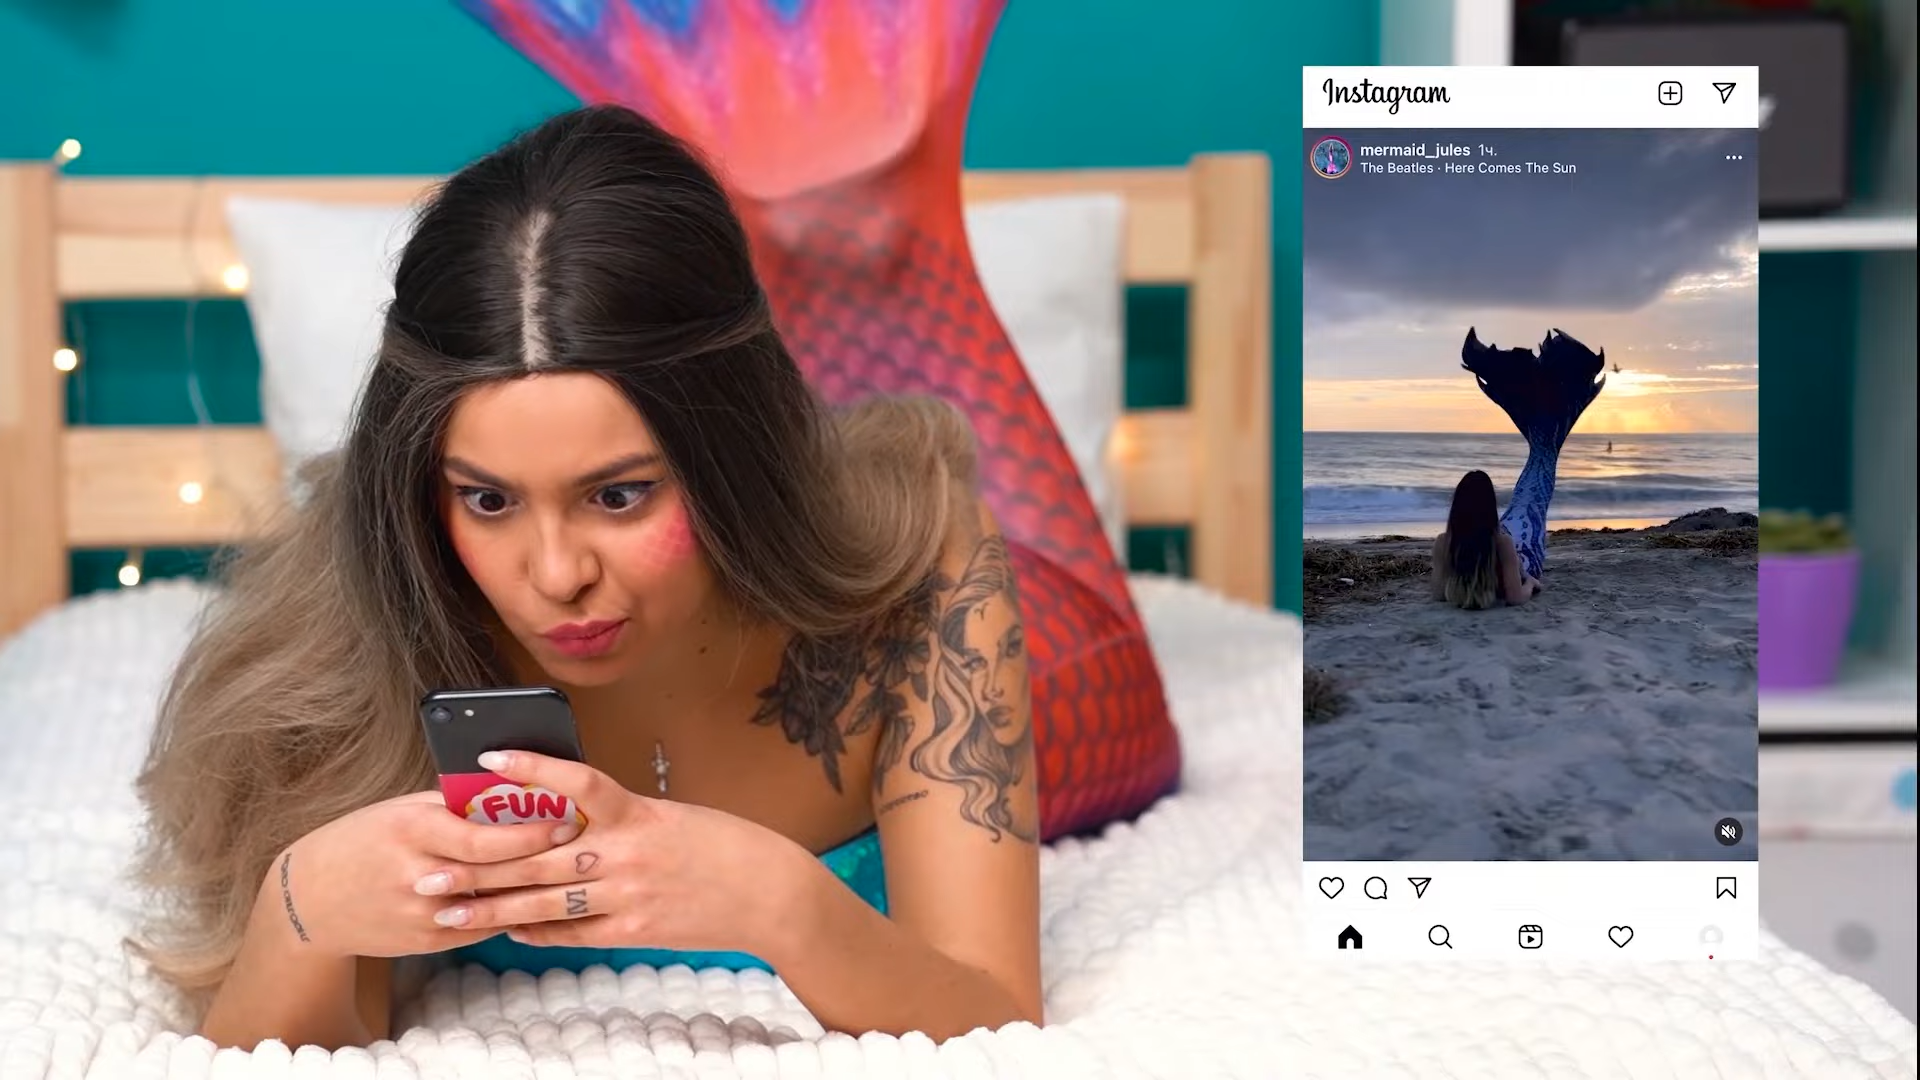 Instagram
mermaid_jules 1ч.
The Beatles · Here Comes The Sun
FUN